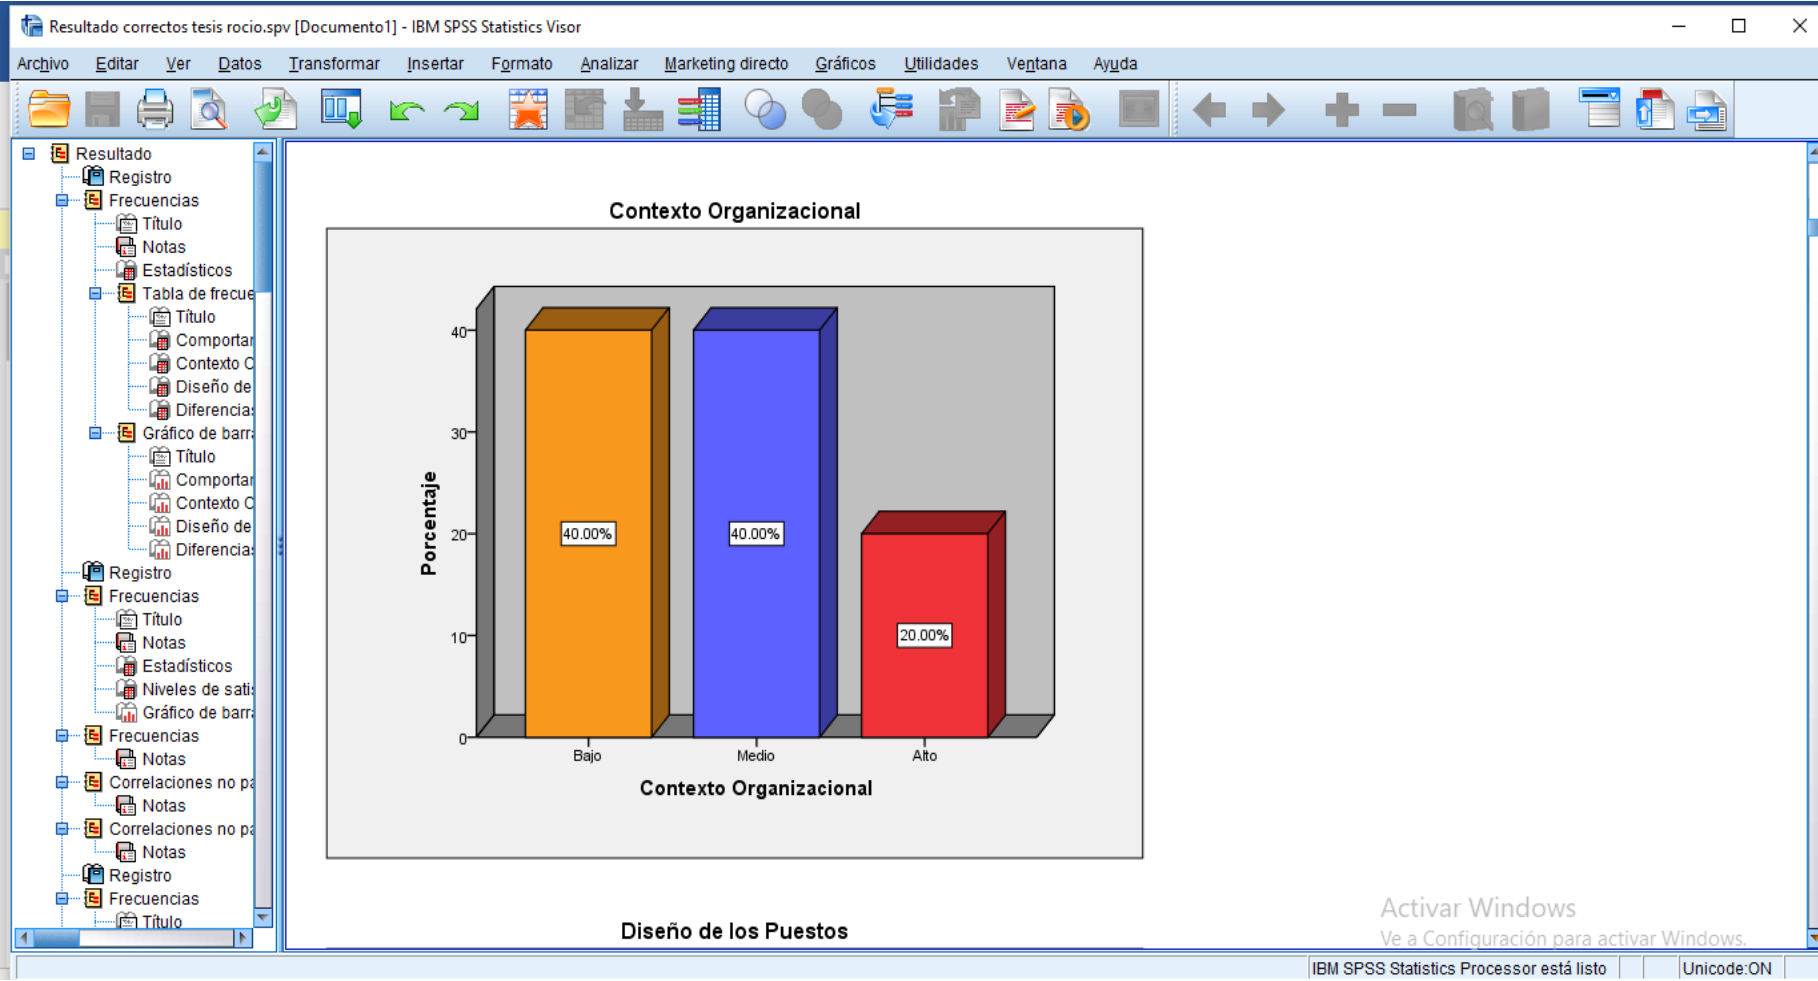 Resultado correctos tesis rocio.spv [Documento1] - IBM SPSS Statistics Visor
Archivo Editar Ver Datos Transformar Insertar Formato Analizar Marketing directo Gráficos Utilidades Ventana Ayuda
Resultado
Registro
Frecuencias
Título
Notas
Estadísticos
Tabla de frecue
Título
Comportar
Contexto C
Diseño de
Diferencia
Gráfico de barr
Título
Comportar
Contexto C
Diseño de
Diferencia
Registro
Frecuencias
Título
Notas
Estadísticos
Niveles de sati
Gráfico de barr
Frecuencias
Notas
Correlaciones no pa
Notas
Correlaciones no pa
Notas
Registro
Frecuencias
Título
Contexto Organizacional
Porcentaje
40
30
20
10
0
40.00%
40.00%
20.00%
Bajo Medio Alto
Contexto Organizacional
Diseño de los Puestos
Activar Windows
Ve a Configuración para activar Windows.
IBM SPSS Statistics Processor está listo Unicode:ON